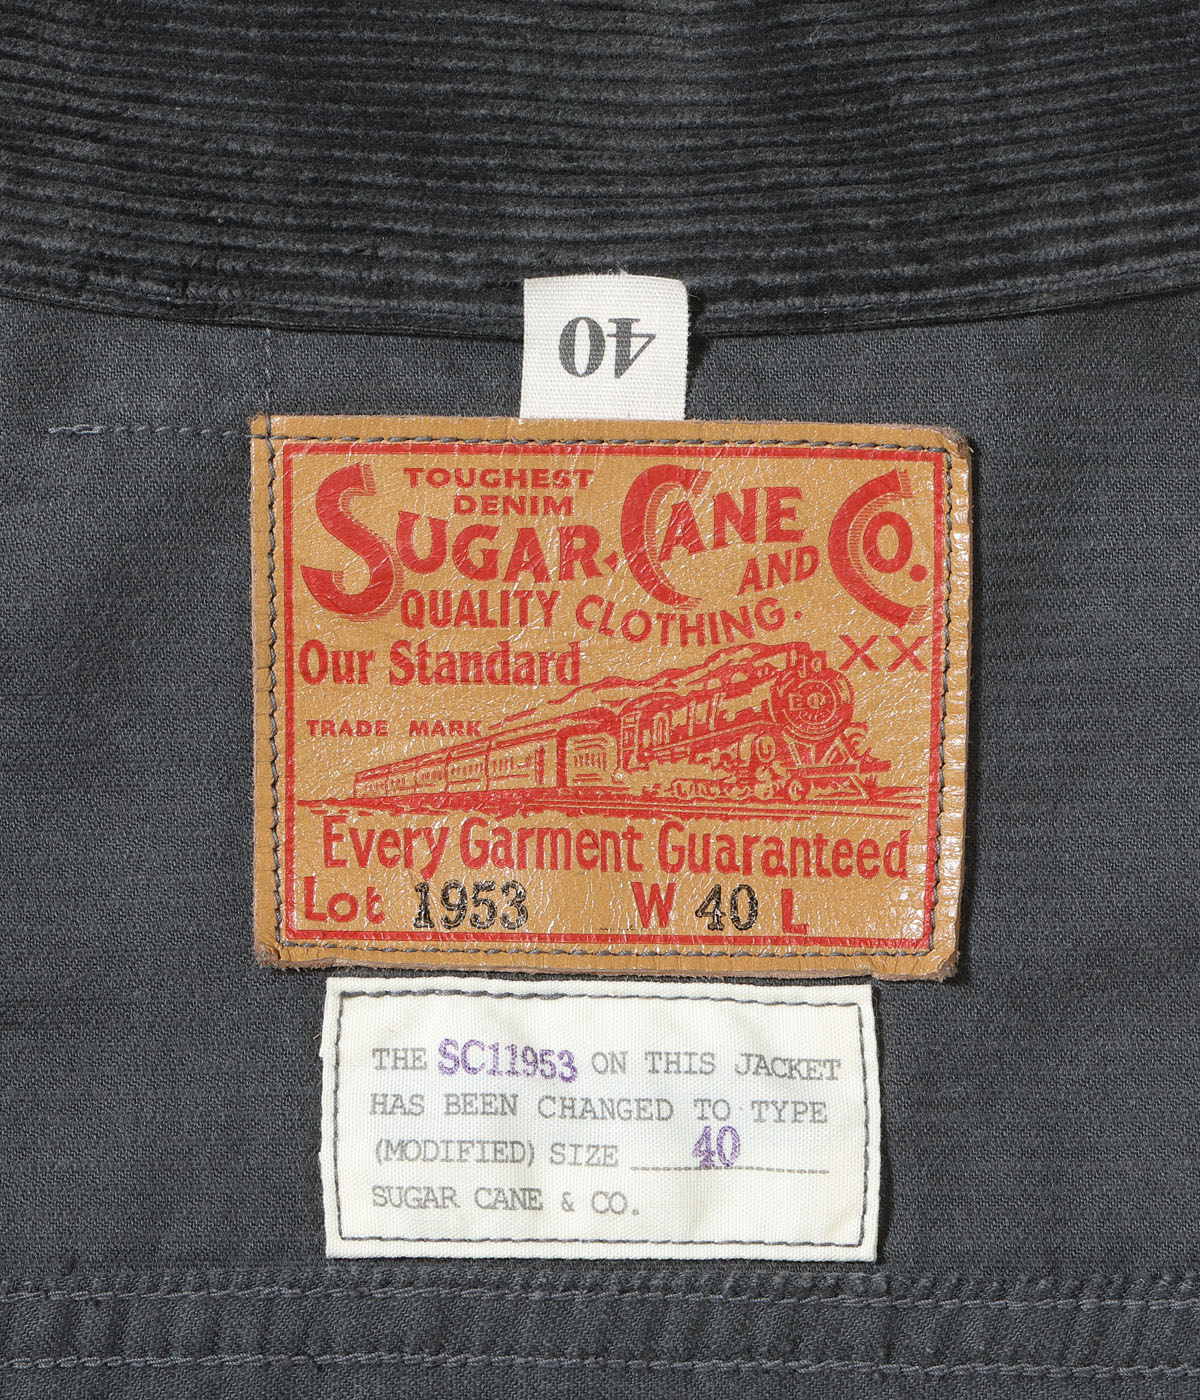 40
TOUGHEST
DENIM
SUGAR CANE CO.
AND
QUALITY CLOTHING.
XX
Our Standard
TRADE MARK
Every Garment Guaranteed
Lot 1953 W 40 L
THE SC11953 ON THIS JACKET
HAS BEEN CHANGED TO TYPE
(MODIFIED) SIZE 40
SUGAR CANE & CO.